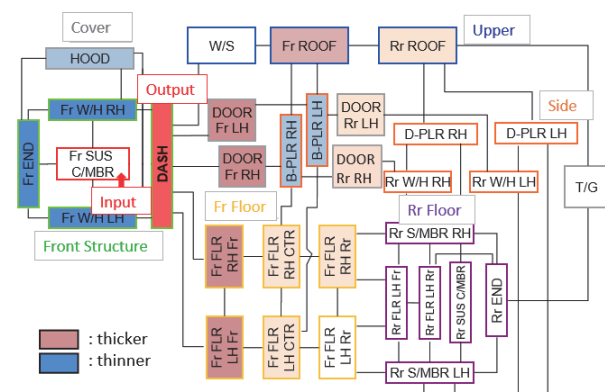 Cover
HOOD
W/S
Fr ROOF
Rr ROOF
Upper
Output
Fr W/H RH
DOOR
Fr LH
DOOR
Rr LH
Side
D-PLR RH
D-PLR LH
B-PLR RH
B-PLR LH
Fr END
Fr SUS
C/MBR
DASH
DOOR
Fr RH
DOOR
Rr RH
Rr W/H RH
Rr W/H LH
T/G
Input
Fr W/H LH
Fr Floor
Rr Floor
Front Structure
Rr S/MBR RH
Fr FLR
RH Fr
Fr FLR
RH CTR
Fr FLR
RH Rr
Rr FLR LH Fr
Rr FLR LH Rr
Rr SUS C/MBR
Rr END
Fr FLR
LH Fr
Fr FLR
LH CTR
Fr FLR
LH Rr
Rr S/MBR LH
: thicker
: thinner